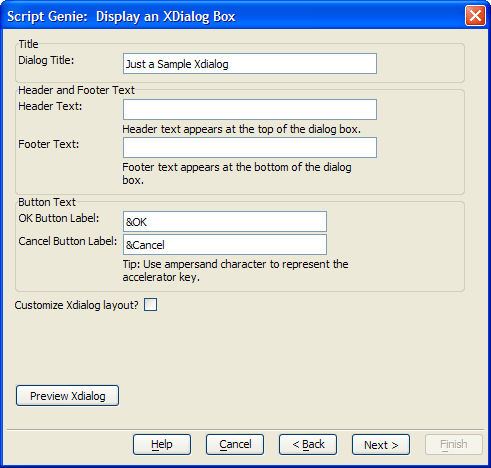 Script Genie:  Display an XDialog Box
Title
Dialog Title:
Just a Sample Xdialog
Header and Footer Text
Header Text:
Header text appears at the top of the dialog box.
Footer Text:
Footer text appears at the bottom of the dialog
box.
Button Text
OK Button Label:
&OK
Cancel Button Label:
&Cancel
Tip: Use ampersand character to represent the
accelerator key.
Customize Xdialog layout?
Preview Xdialog
Help
Cancel
< Back
Next >
Finish